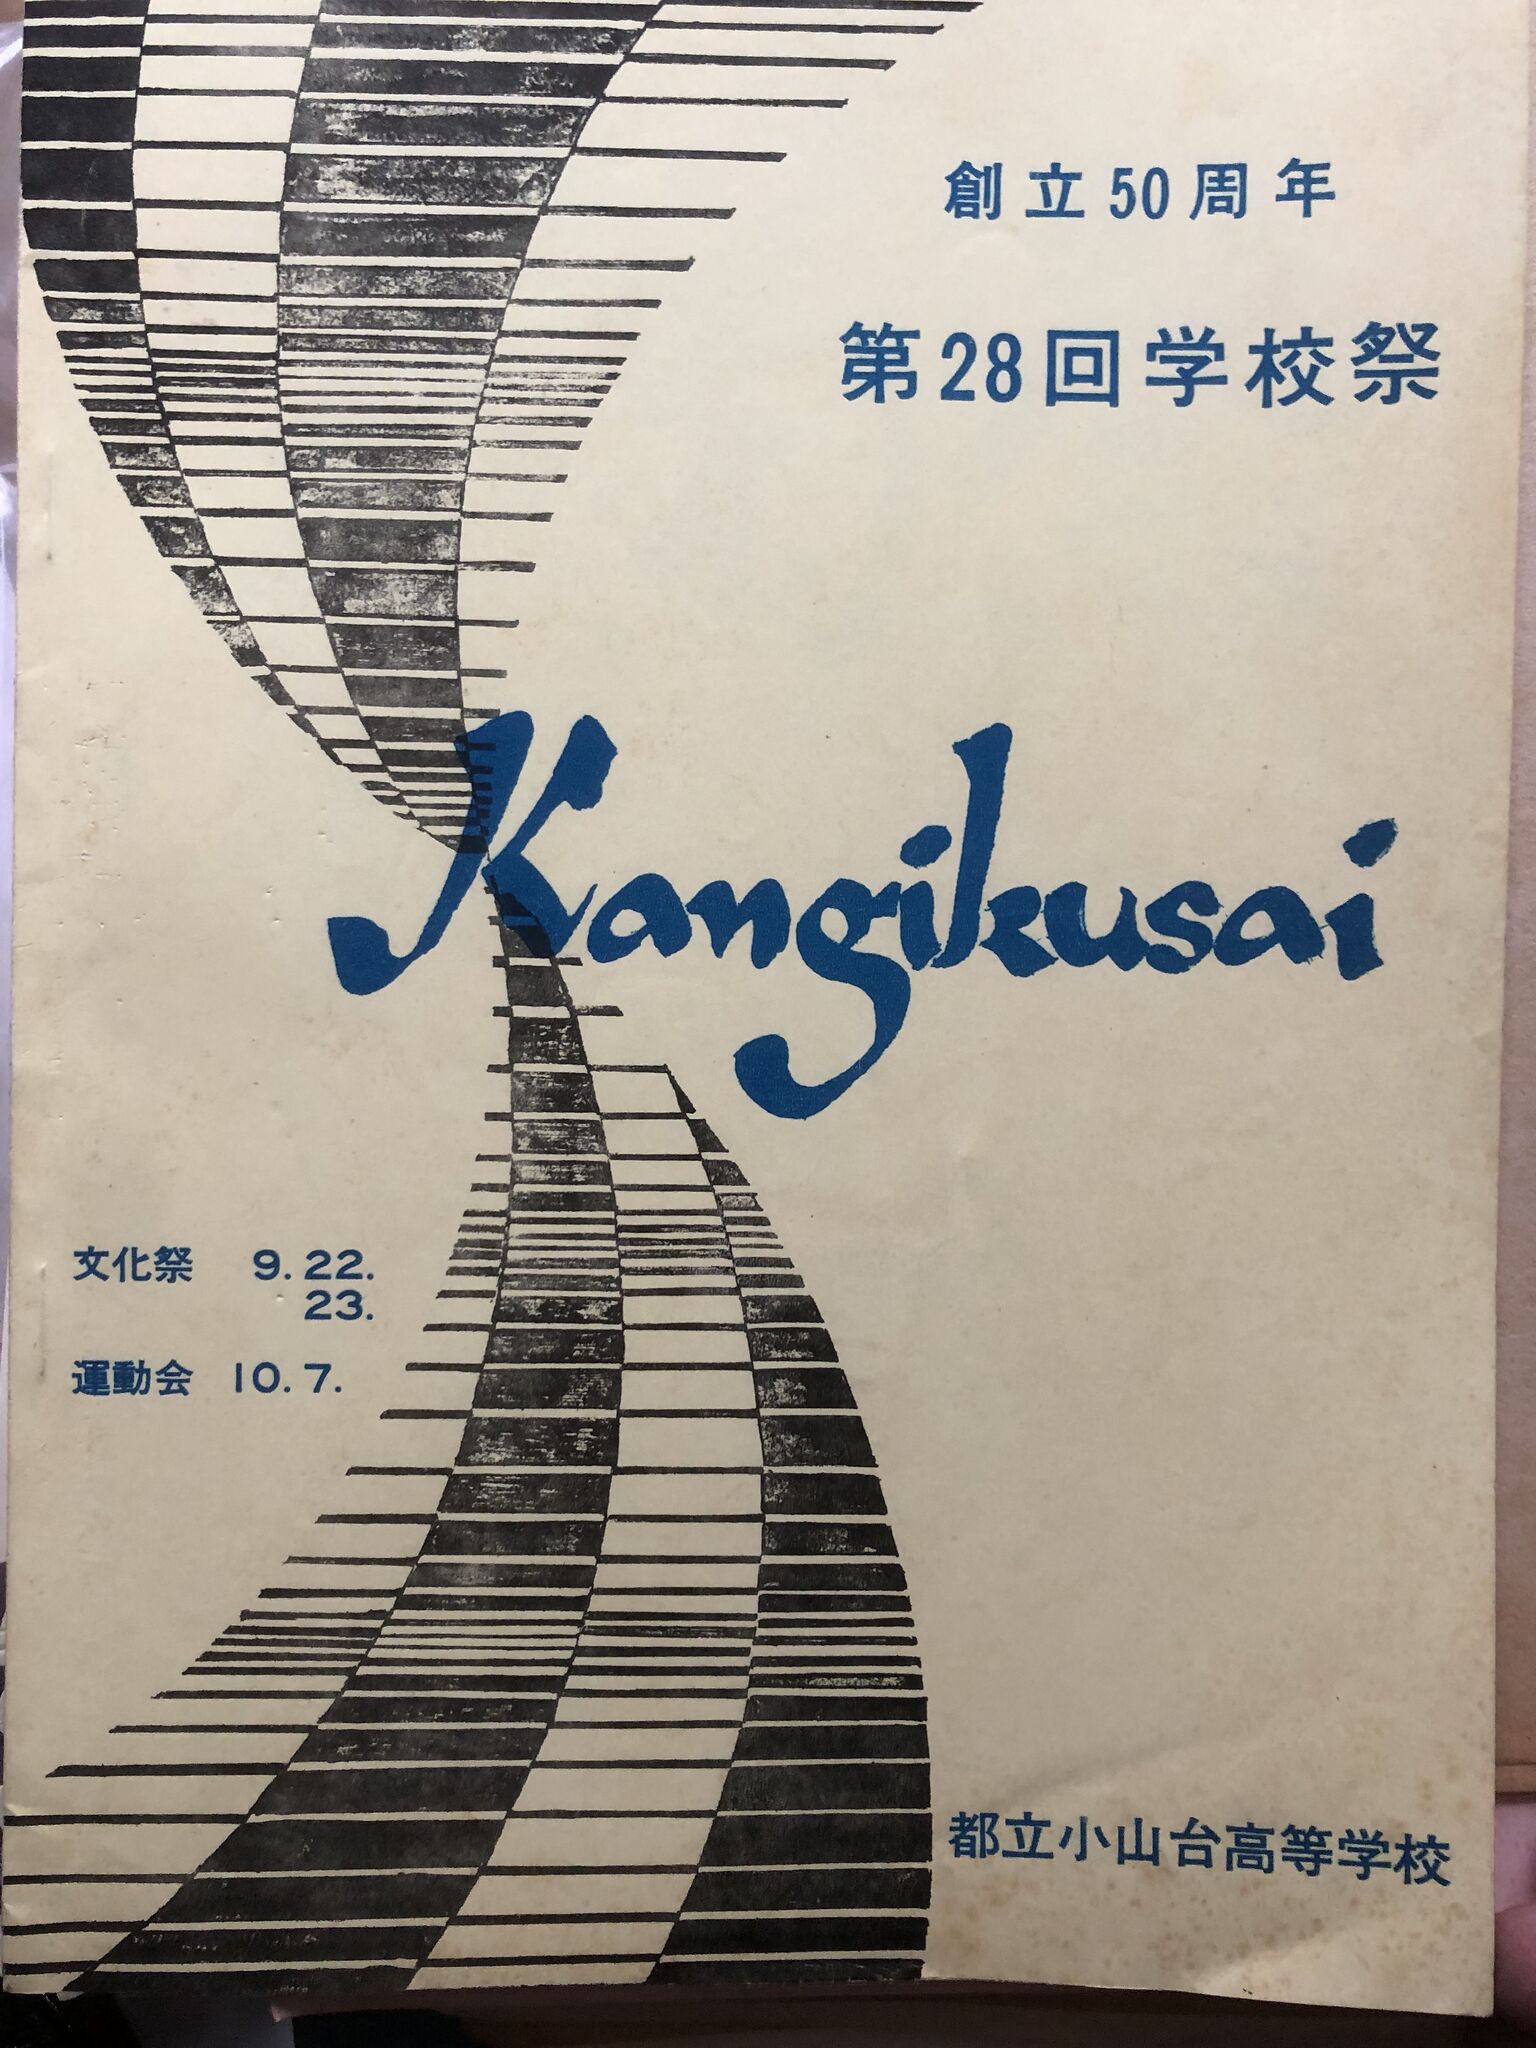 創立50周年
第28回学校祭
Kangikusai
文化祭 9.22.
23.
運動会 10.7.
都立小山台高等学校